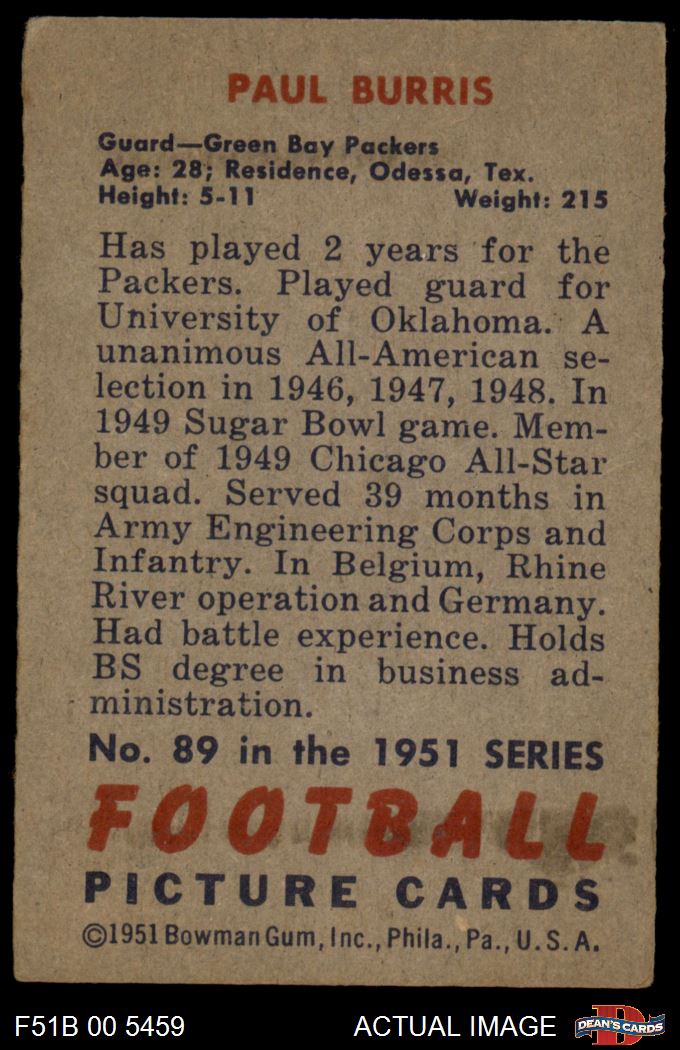 PAUL BURRIS
Guard—Green Bay Packers
Age: 28; Residence, Odessa, Tex.
Height: 5-11 Weight: 215
Has played 2 years for the
Packers. Played guard for
University of Oklahoma. A
unanimous All-American se-
lection in 1946, 1947, 1948. In
1949 Sugar Bowl game. Mem-
ber of 1949 Chicago All-Star
squad. Served 39 months in
Army Engineering Corps and
Infantry. In Belgium, Rhine
River operation and Germany.
Had battle experience. Holds
BS degree in business ad-
ministration.
No. 89 in the 1951 SERIES
FOOTBALL
PICTURE CARDS
©1951 Bowman Gum, Inc., Phila., Pa., U.S.A.
F51B 00 5459 ACTUAL IMAGE D DEAN'S CARDS